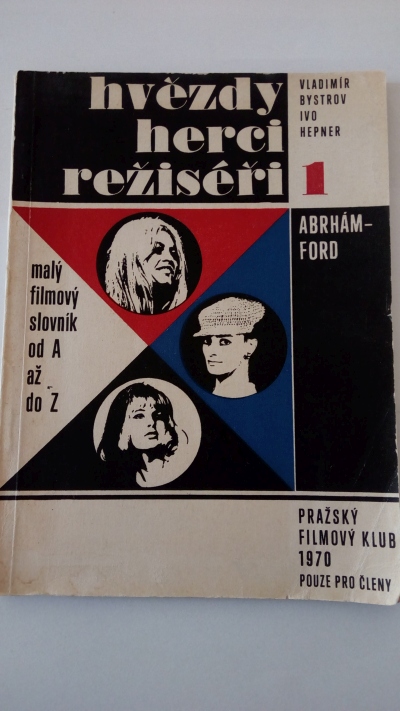 hvězdy
herci
režiséři
VLADIMÍR
BYSTROV
IVO
HEPNER
1
ABRHÁM–
FORD
malý
filmový
slovník
od A
až
do Z
PRAŽSKÝ
FILMOVÝ KLUB
1970
POUZE PRO ČLENY